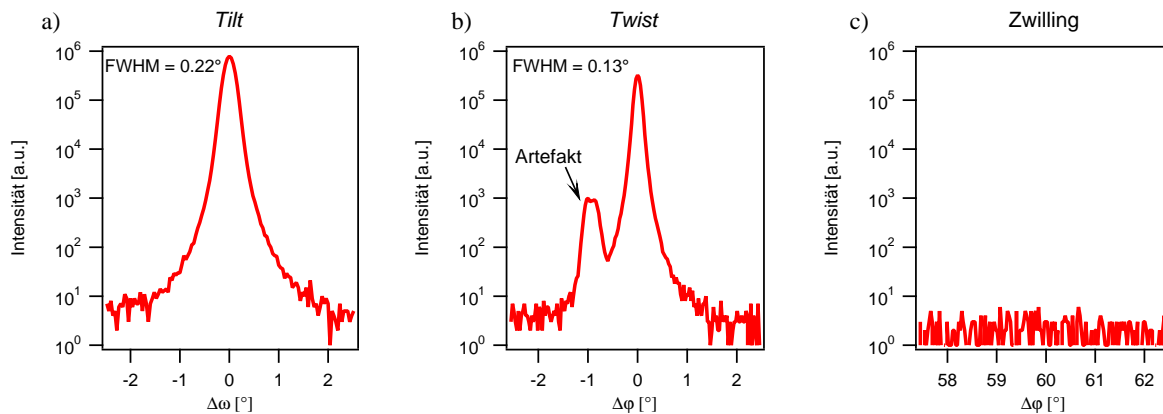 a)
Tilt
FWHM = 0.22°
Intensität [a.u.]
10⁶
10⁵
10⁴
10³
10²
10¹
10⁰
-2 -1 0 1 2
Δω [°]
b)
Twist
FWHM = 0.13°
Artefakt
Intensität [a.u.]
10⁶
10⁵
10⁴
10³
10²
10¹
10⁰
-2 -1 0 1 2
Δφ [°]
c)
Zwilling
Intensität [a.u.]
10⁶
10⁵
10⁴
10³
10²
10¹
10⁰
58 59 60 61 62
Δφ [°]